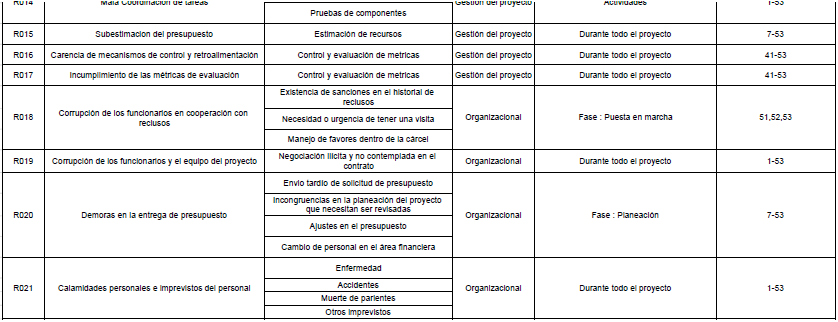 R014 Mala Coordinación de tareas Gestión del proyecto Actividades 1-53
Pruebas de componentes
R015 Subestimacion del presupuesto Estimación de recursos Gestión del proyecto Durante todo el proyecto 7-53
R016 Carencia de mecanismos de control y retroalimentación Control y evaluación de metricas Gestión del proyecto Durante todo el proyecto 41-53
R017 Incumplimiento de las métricas de evaluación Control y evaluación de metricas Gestión del proyecto Durante todo el proyecto 41-53
R018 Corrupción de los funcionarios en cooperación con
reclusos
Existencia de sanciones en el historial de
reclusos
Necesidad o urgencia de tener una visita
Manejo de favores dentro de la cárcel
Organizacional Fase : Puesta en marcha 51,52,53
R019 Corrupción de los funcionarios y el equipo del proyecto
Negociación ilícita y no contemplada en el
contrato
Organizacional Durante todo el proyecto 1-53
R020 Demoras en la entrega de presupuesto
Envio tardío de solicitud de presupuesto
Incongruencias en la planeación del proyecto
que necesitan ser revisadas
Ajustes en el presupuesto
Cambio de personal en el área financiera
Organizacional Fase : Planeación 7-53
R021 Calamidades personales e imprevistos del personal
Enfermedad
Accidentes
Muerte de parientes
Otros imprevistos
Organizacional Durante todo el proyecto 1-53